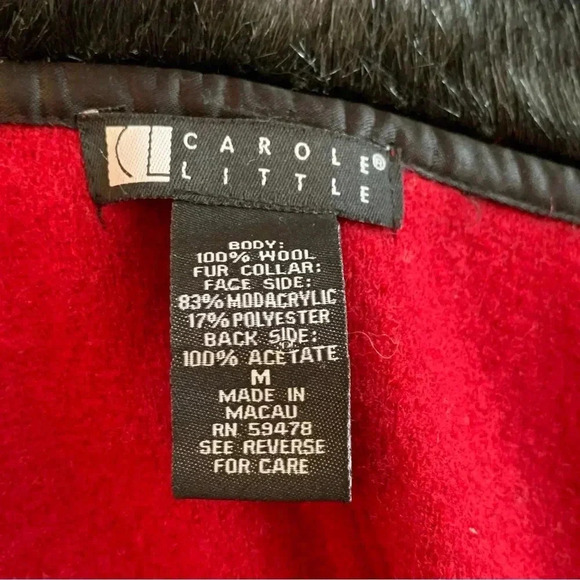 CL CAROLE®
LITTLE
BODY:
100% WOOL
FUR COLLAR:
FACE SIDE:
83% MODACRYLIC
17% POLYESTER
BACK SIDE:
100% ACETATE
M
MADE IN
MACAU
RN 59478
SEE REVERSE
FOR CARE